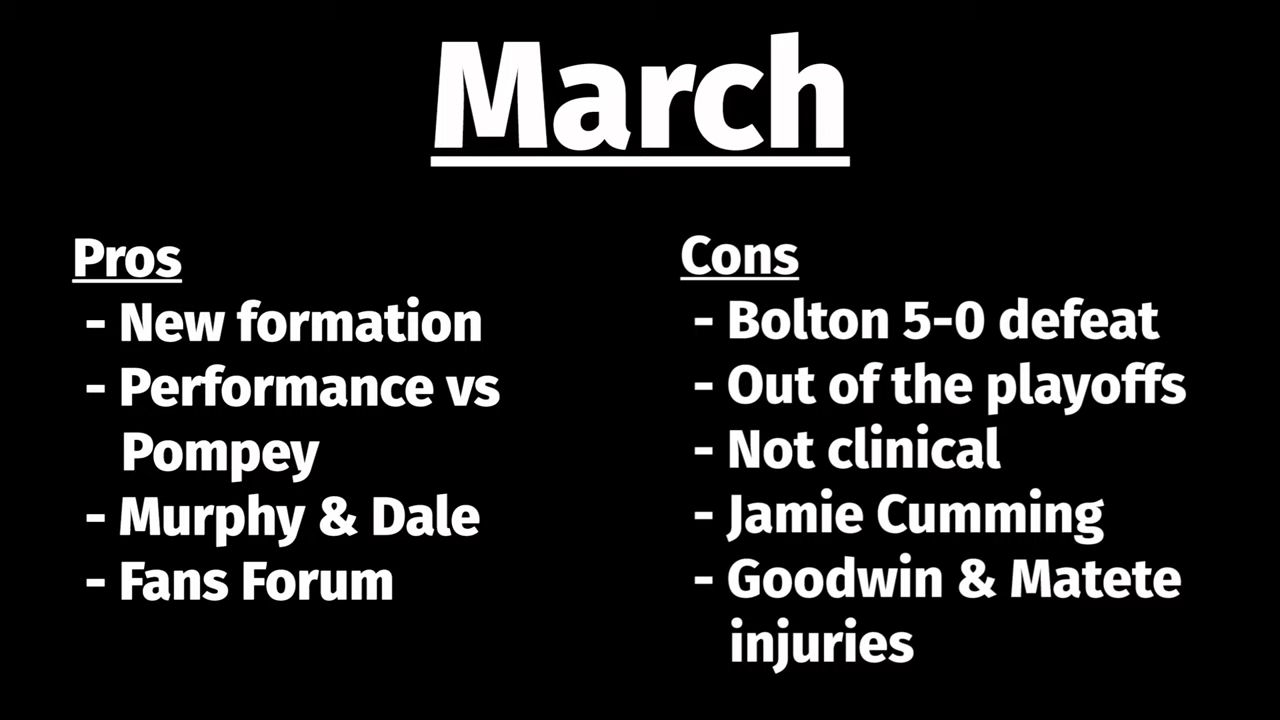 March
Pros
- New formation
- Performance vs
Pompey
- Murphy & Dale
- Fans Forum
Cons
- Bolton 5-0 defeat
- Out of the playoffs
- Not clinical
- Jamie Cumming
- Goodwin & Matete
injuries